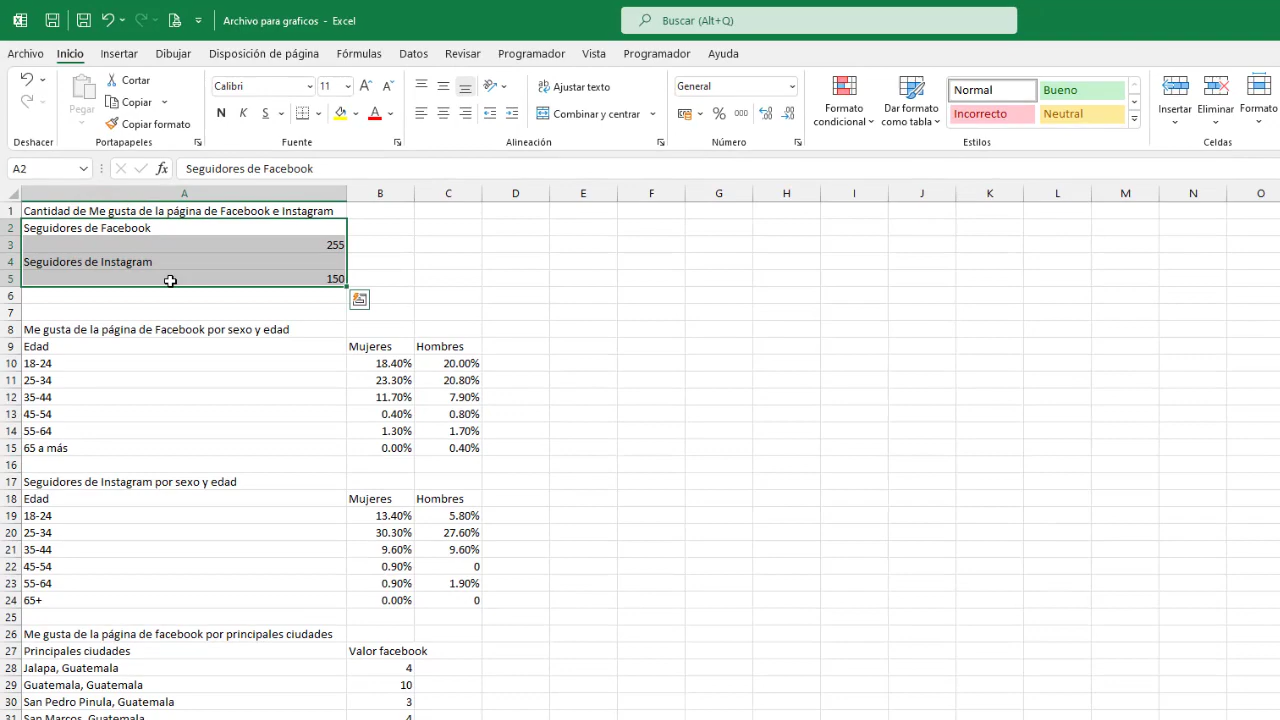 Archivo para graficos - Excel
Buscar (Alt+Q)
Archivo Inicio Insertar Dibujar Disposición de página Fórmulas Datos Revisar Programador Vista Programador Ayuda
Pegar
Cortar
Copiar
Copiar formato
Calibri 11
N K S
Ajustar texto
Combinar y centrar
General
% 000
Formato condicional
Dar formato como tabla
Normal Bueno
Incorrecto Neutral
Insertar Eliminar Formato
Deshacer Portapapeles Fuente Alineación Número Estilos Celdas
A2 fx Seguidores de Facebook
A B C D E F G H I J K L M N O
1 Cantidad de Me gusta de la página de Facebook e Instagram
2 Seguidores de Facebook
3 255
4 Seguidores de Instagram
5 150
6
7
8 Me gusta de la página de Facebook por sexo y edad
9 Edad Mujeres Hombres
10 18-24 18.40% 20.00%
11 25-34 23.30% 20.80%
12 35-44 11.70% 7.90%
13 45-54 0.40% 0.80%
14 55-64 1.30% 1.70%
15 65 a más 0.00% 0.40%
16
17 Seguidores de Instagram por sexo y edad
18 Edad Mujeres Hombres
19 18-24 13.40% 5.80%
20 25-34 30.30% 27.60%
21 35-44 9.60% 9.60%
22 45-54 0.90% 0
23 55-64 0.90% 1.90%
24 65+ 0.00% 0
25
26 Me gusta de la página de facebook por principales ciudades
27 Principales ciudades Valor facebook
28 Jalapa, Guatemala 4
29 Guatemala, Guatemala 10
30 San Pedro Pinula, Guatemala 3
31 San Marcos, Guatemala 4